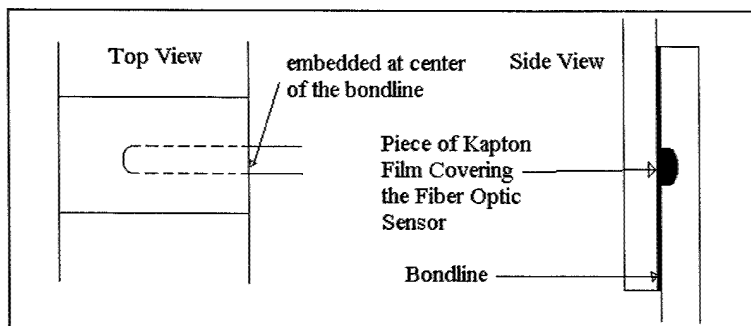 Top View
embedded at center
of the bondline
Side View
Piece of Kapton
Film Covering
the Fiber Optic
Sensor
Bondline